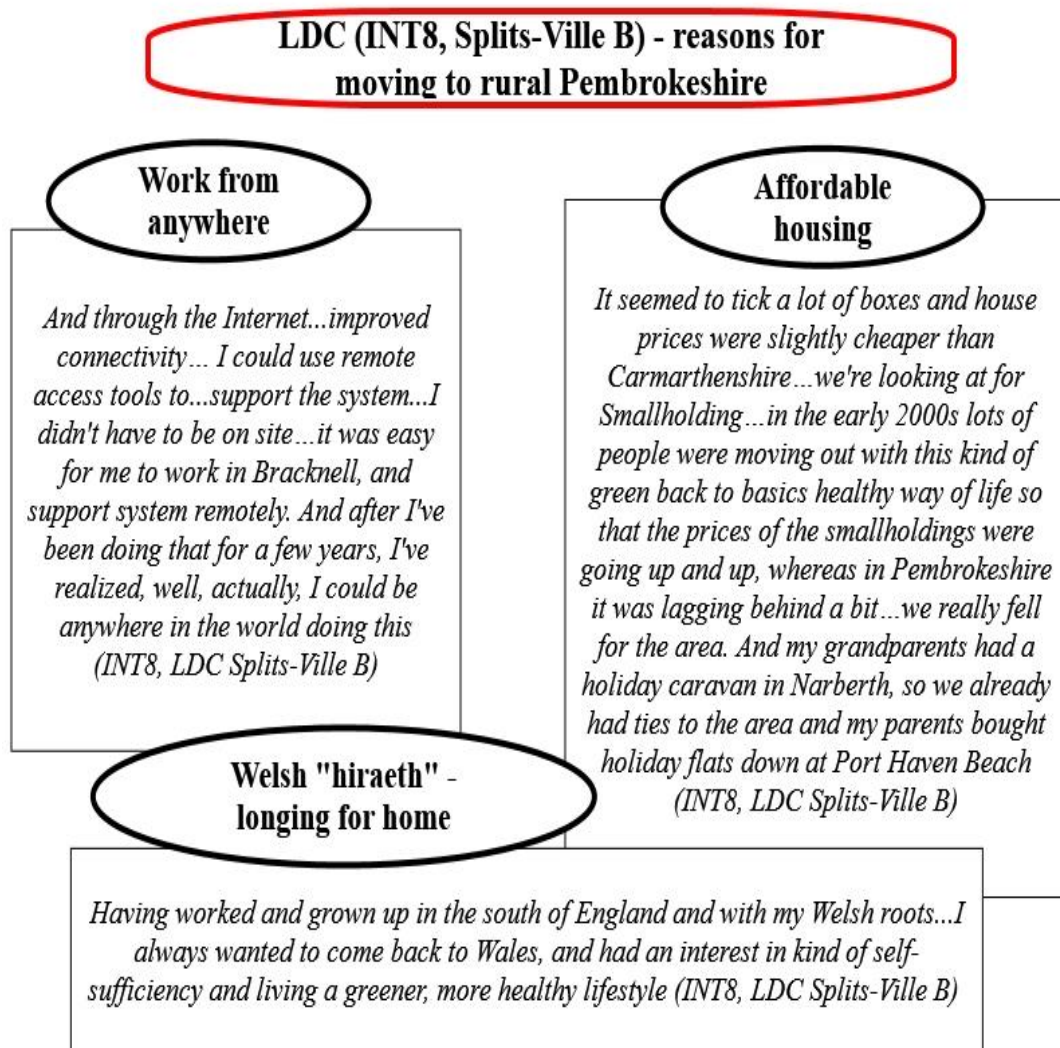 LDC (INT8, Splits-Ville B) - reasons for
moving to rural Pembrokeshire
Work from
anywhere
And through the Internet...improved
connectivity... I could use remote
access tools to...support the system...I
didn't have to be on site...it was easy
for me to work in Bracknell, and
support system remotely. And after I've
been doing that for a few years, I've
realized, well, actually, I could be
anywhere in the world doing this
(INT8, LDC Splits-Ville B)
Affordable
housing
It seemed to tick a lot of boxes and house
prices were slightly cheaper than
Carmarthenshire...we're looking at for
Smallholding...in the early 2000s lots of
people were moving out with this kind of
green back to basics healthy way of life so
that the prices of the smallholdings were
going up and up, whereas in Pembrokeshire
it was lagging behind a bit...we really fell
for the area. And my grandparents had a
holiday caravan in Narberth, so we already
had ties to the area and my parents bought
holiday flats down at Port Haven Beach
(INT8, LDC Splits-Ville B)
Welsh "hiraeth" -
longing for home
Having worked and grown up in the south of England and with my Welsh roots...I
always wanted to come back to Wales, and had an interest in kind of self-
sufficiency and living a greener, more healthy lifestyle (INT8, LDC Splits-Ville B)